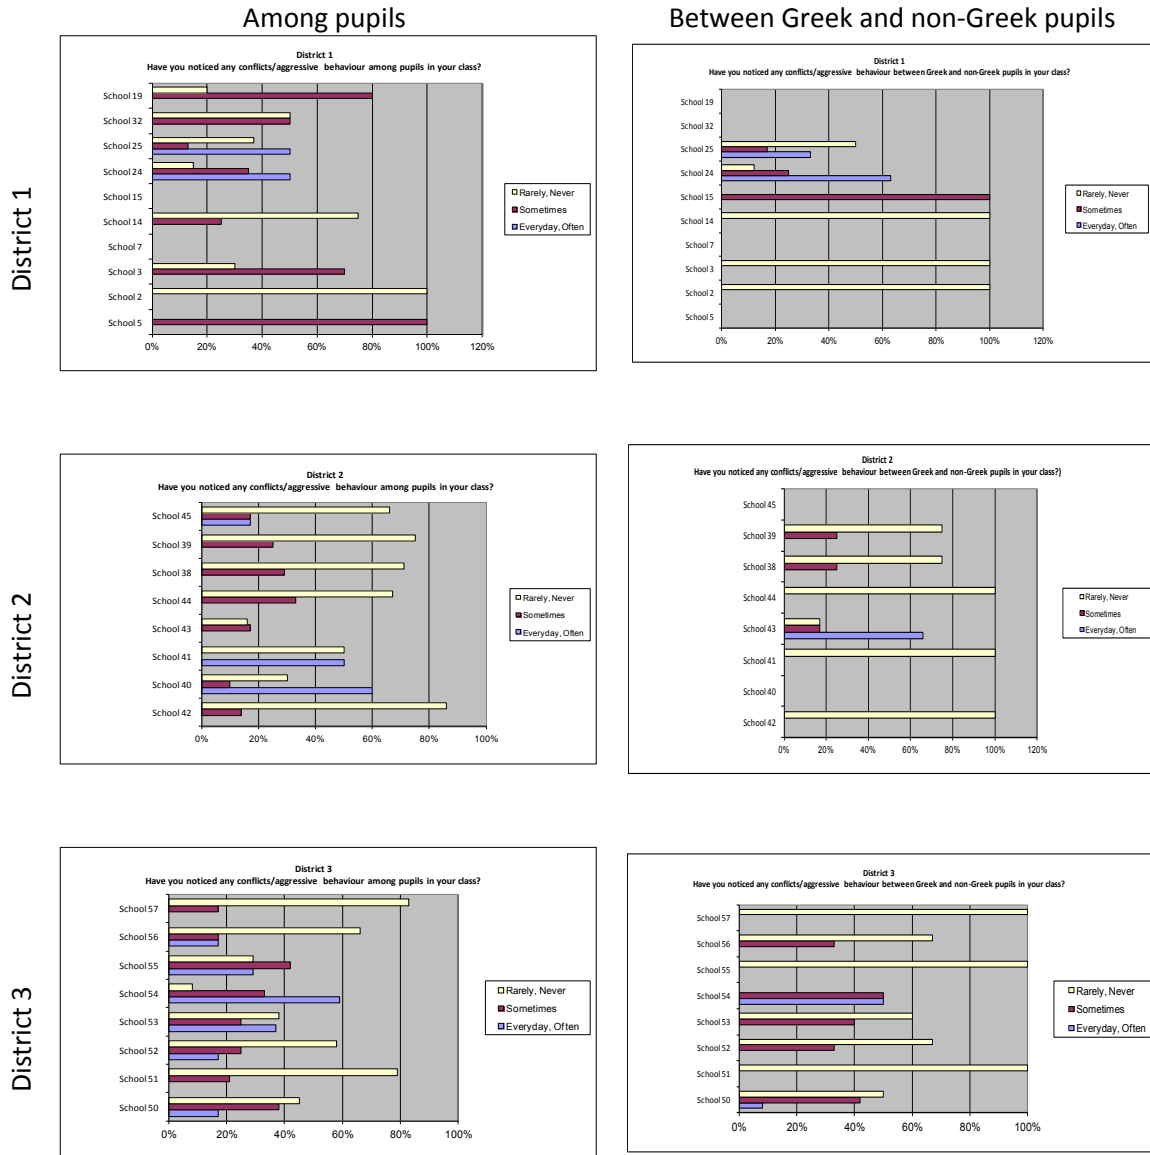 Among pupils
Between Greek and non-Greek pupils
District 1
District 1
Have you noticed any conflicts/aggressive behaviour among pupils in your class?
School 19
School 32
School 25
School 24
School 15
School 14
School 7
School 3
School 2
School 5
0% 20% 40% 60% 80% 100% 120%
Rarely, Never
Sometimes
Everyday, Often
District 1
Have you noticed any conflicts/aggressive behaviour between Greek and non-Greek pupils in your class?
School 19
School 32
School 25
School 24
School 15
School 14
School 7
School 3
School 2
School 5
0% 20% 40% 60% 80% 100% 120%
Rarely, Never
Sometimes
Everyday, Often
District 2
District 2
Have you noticed any conflicts/aggressive behaviour among pupils in your class?
School 45
School 39
School 38
School 44
School 43
School 41
School 40
School 42
0% 20% 40% 60% 80% 100%
Rarely, Never
Sometimes
Everyday, Often
District 2
Have you noticed any conflicts/aggressive behaviour between Greek and non-Greek pupils in your class?)
School 45
School 39
School 38
School 44
School 43
School 41
School 40
School 42
0% 20% 40% 60% 80% 100% 120%
Rarely, Never
Sometimes
Everyday, Often
District 3
District 3
Have you noticed any conflicts/aggressive behaviour among pupils in your class?
School 57
School 56
School 55
School 54
School 53
School 52
School 51
School 50
0% 20% 40% 60% 80% 100%
Rarely, Never
Sometimes
Everyday, Often
District 3
Have you noticed any conflicts/aggressive behaviour between Greek and non-Greek pupils in your class?
School 57
School 56
School 55
School 54
School 53
School 52
School 51
School 50
0% 20% 40% 60% 80% 100%
Rarely, Never
Sometimes
Everyday, Often